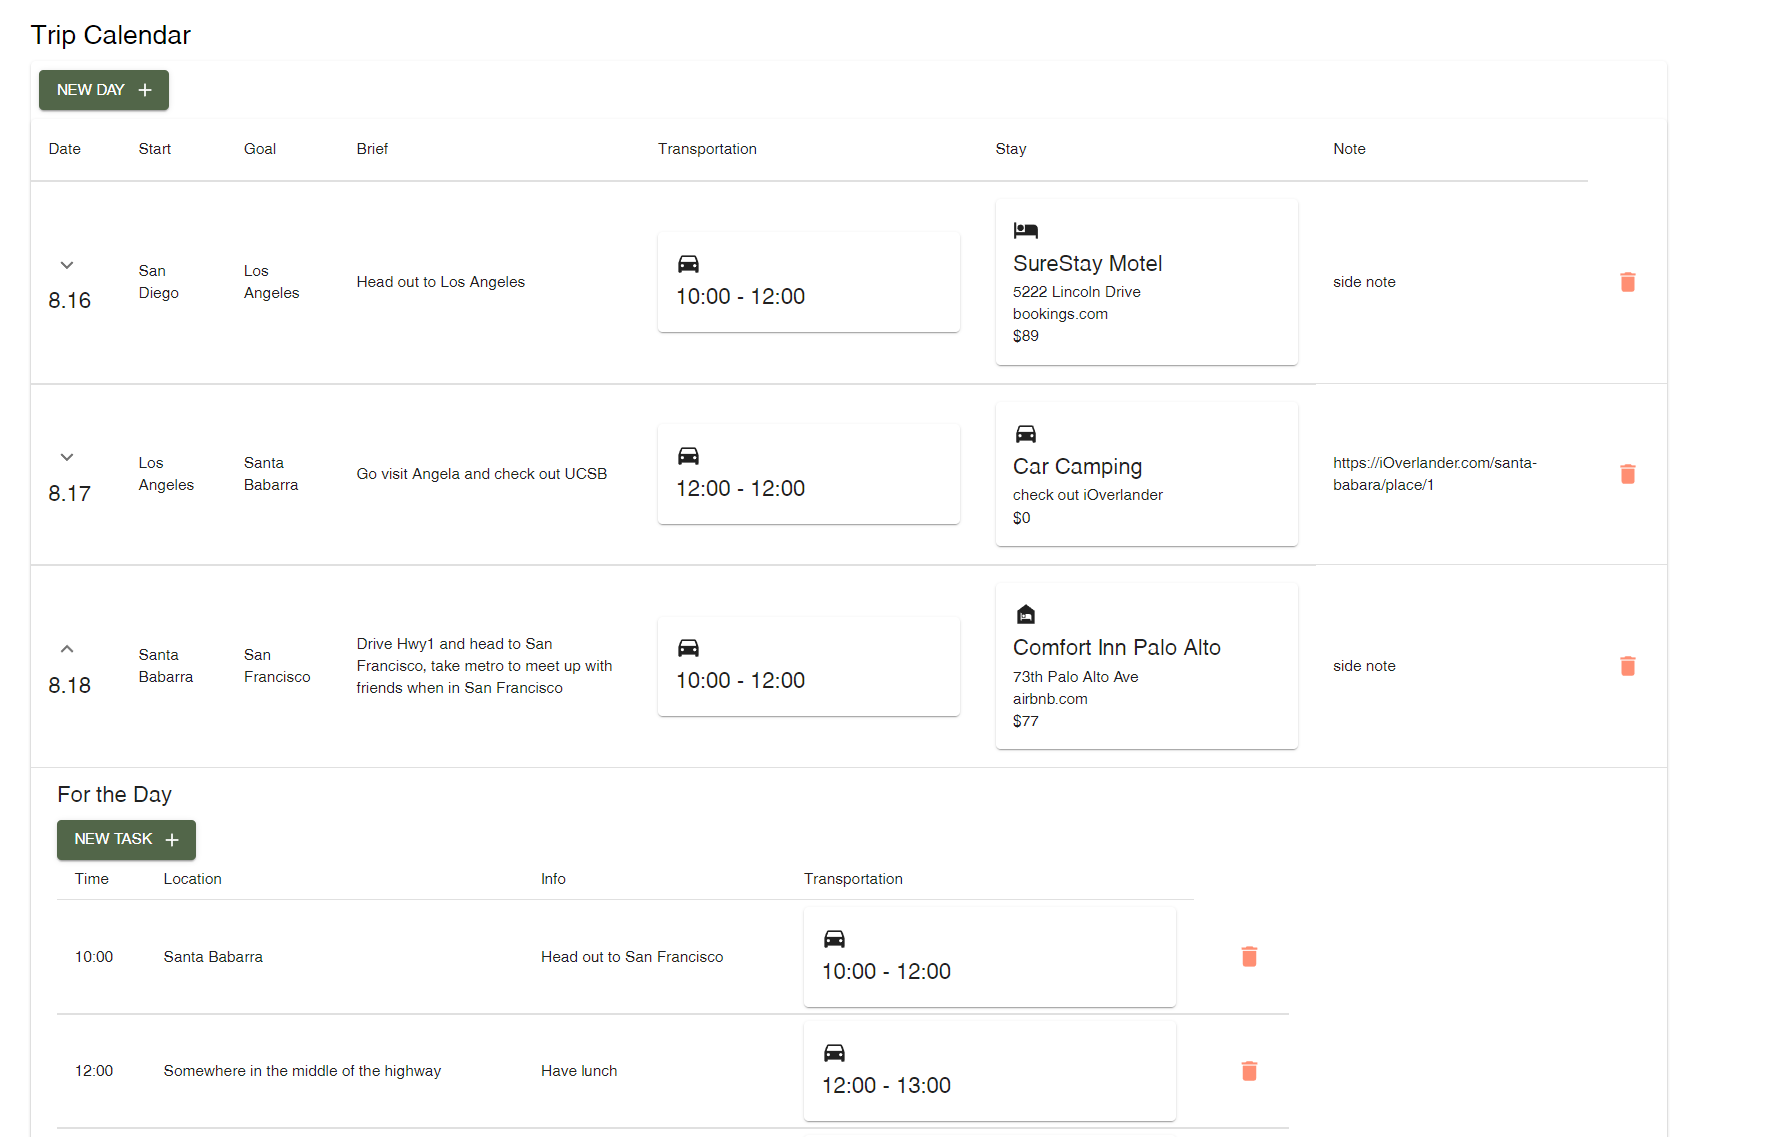 Trip Calendar
NEW DAY +
Date Start Goal Brief Transportation Stay Note
8.16
San
Diego
Los
Angeles
Head out to Los Angeles
10:00 - 12:00
SureStay Motel
5222 Lincoln Drive
bookings.com
$89
side note
8.17
Los
Angeles
Santa
Babarra
Go visit Angela and check out UCSB
12:00 - 12:00
Car Camping
check out iOverlander
$0
https://iOverlander.com/santa-
babara/place/1
8.18
Santa
Babarra
San
Francisco
Drive Hwy1 and head to San
Francisco, take metro to meet up with
friends when in San Francisco
10:00 - 12:00
Comfort Inn Palo Alto
73th Palo Alto Ave
airbnb.com
$77
side note
For the Day
NEW TASK +
Time Location Info Transportation
10:00 Santa Babarra Head out to San Francisco
10:00 - 12:00
12:00 Somewhere in the middle of the highway Have lunch
12:00 - 13:00